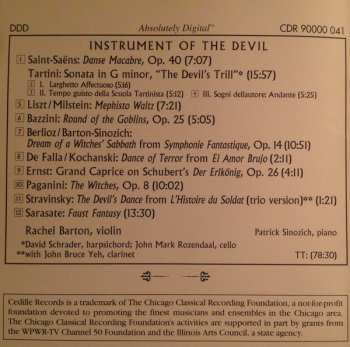 DDD
Absolutely Digital™
CDR 90000 041
INSTRUMENT OF THE DEVIL
1 Saint-Saëns: Danse Macabre, Op. 40 (7:07)
Tartini: Sonata in G minor, "The Devil's Trill"* (15:57)
2 I. Larghetto Affectuoso (5:16)
3 II. Tempo guisto della Scuola Tartinista (5:12) 4 III. Sogni dellautore: Andante (5:25)
5 Liszt/Milstein: Mephisto Waltz (7:21)
6 Bazzini: Round of the Goblins, Op. 25 (5:05)
7 Berlioz/Barton-Sinozich:
Dream of a Witches' Sabbath from Symphonie Fantastique, Op. 14 (10:51)
8 De Falla/Kochanski: Dance of Terror from El Amor Brujo (2:11)
9 Ernst: Grand Caprice on Schubert's Der Erlkönig, Op. 26 (4:11)
10 Paganini: The Witches, Op. 8 (10:02)
11 Stravinsky: The Devil's Dance from L'Histoire du Soldat (trio version)** (1:21)
12 Sarasate: Faust Fantasy (13:30)
Rachel Barton, violin
Patrick Sinozich, piano
*David Schrader, harpsichord; John Mark Rozendaal, cello
**with John Bruce Yeh, clarinet
TT: (78:30)
Cedille Records is a trademark of The Chicago Classical Recording Foundation, a not-for-profit
foundation devoted to promoting the finest musicians and ensembles in the Chicago area.
The Chicago Classical Recording Foundation's activities are supported in part by grants from
the WPWR-TV Channel 50 Foundation and the Illinois Arts Council, a state agency.